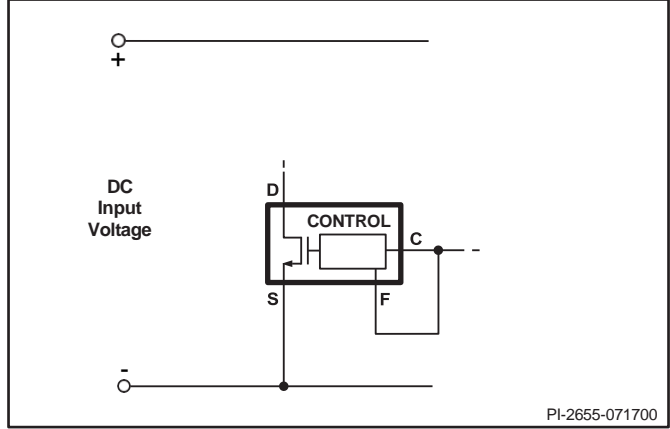 +
DC
Input
Voltage
D
CONTROL
C
S
F
-
PI-2655-071700